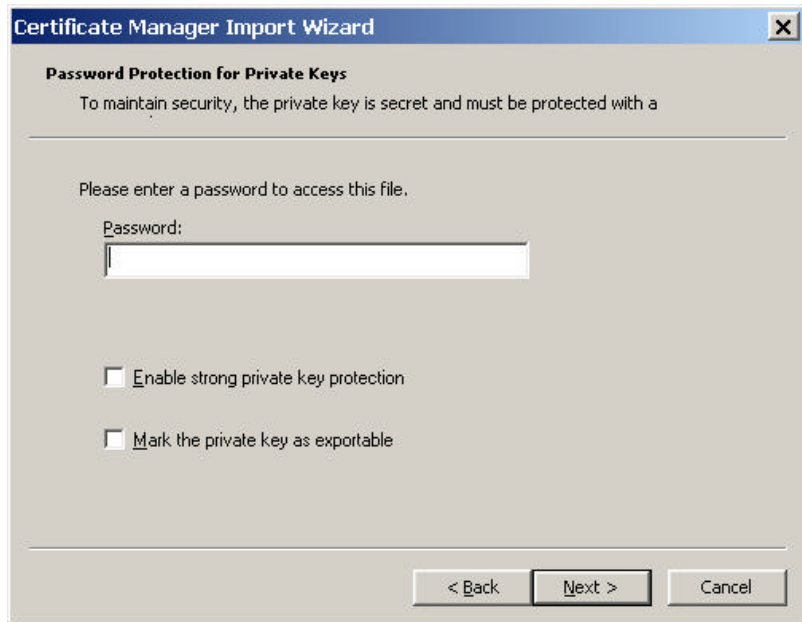 Certificate Manager Import Wizard
Password Protection for Private Keys
To maintain security, the private key is secret and must be protected with a
Please enter a password to access this file.
Password:
Enable strong private key protection
Mark the private key as exportable
< Back Next > Cancel